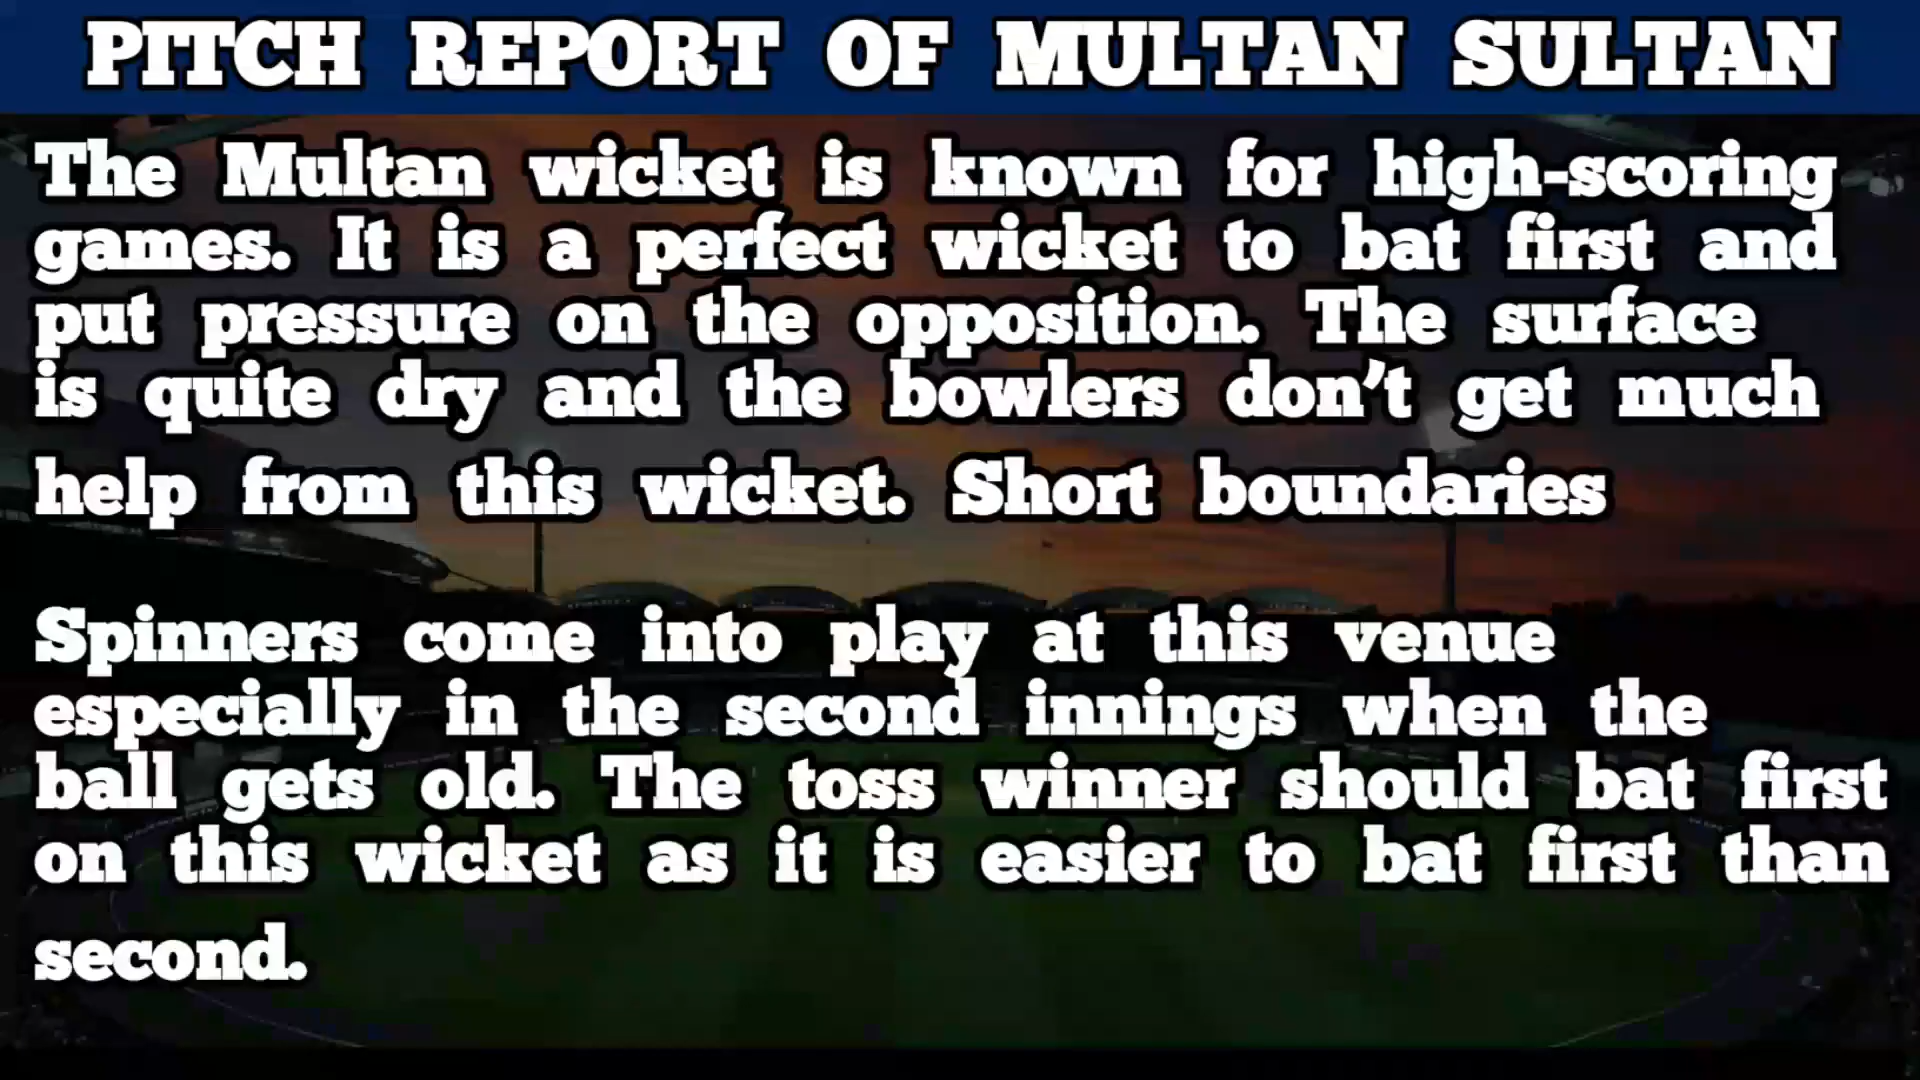 PITCH REPORT OF MULTAN SULTAN
The Multan wicket is known for high-scoring
games. It is a perfect wicket to bat first and
put pressure on the opposition. The surface
is quite dry and the bowlers don’t get much
help from this wicket. Short boundaries
Spinners come into play at this venue
especially in the second innings when the
ball gets old. The toss winner should bat first
on this wicket as it is easier to bat first than
second.